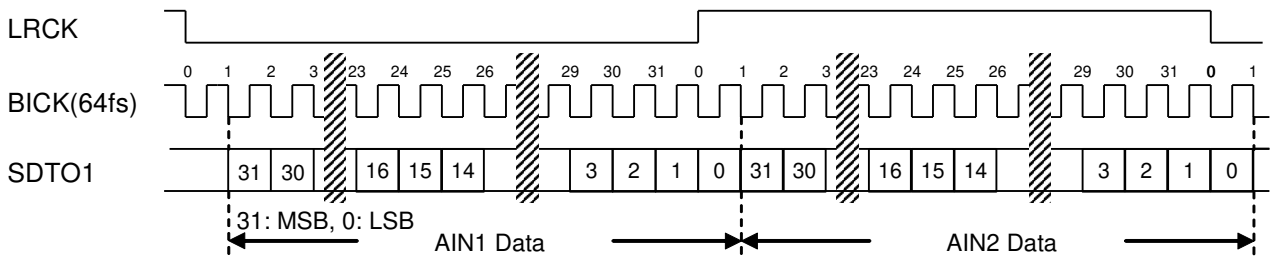 LRCK
0 1 2 3 23 24 25 26 29 30 31 0 1 2 3 23 24 25 26 29 30 31 0 1
BICK(64fs)
SDTO1 31 30 16 15 14 3 2 1 0 31 30 16 15 14 3 2 1 0
31: MSB, 0: LSB
AIN1 Data AIN2 Data